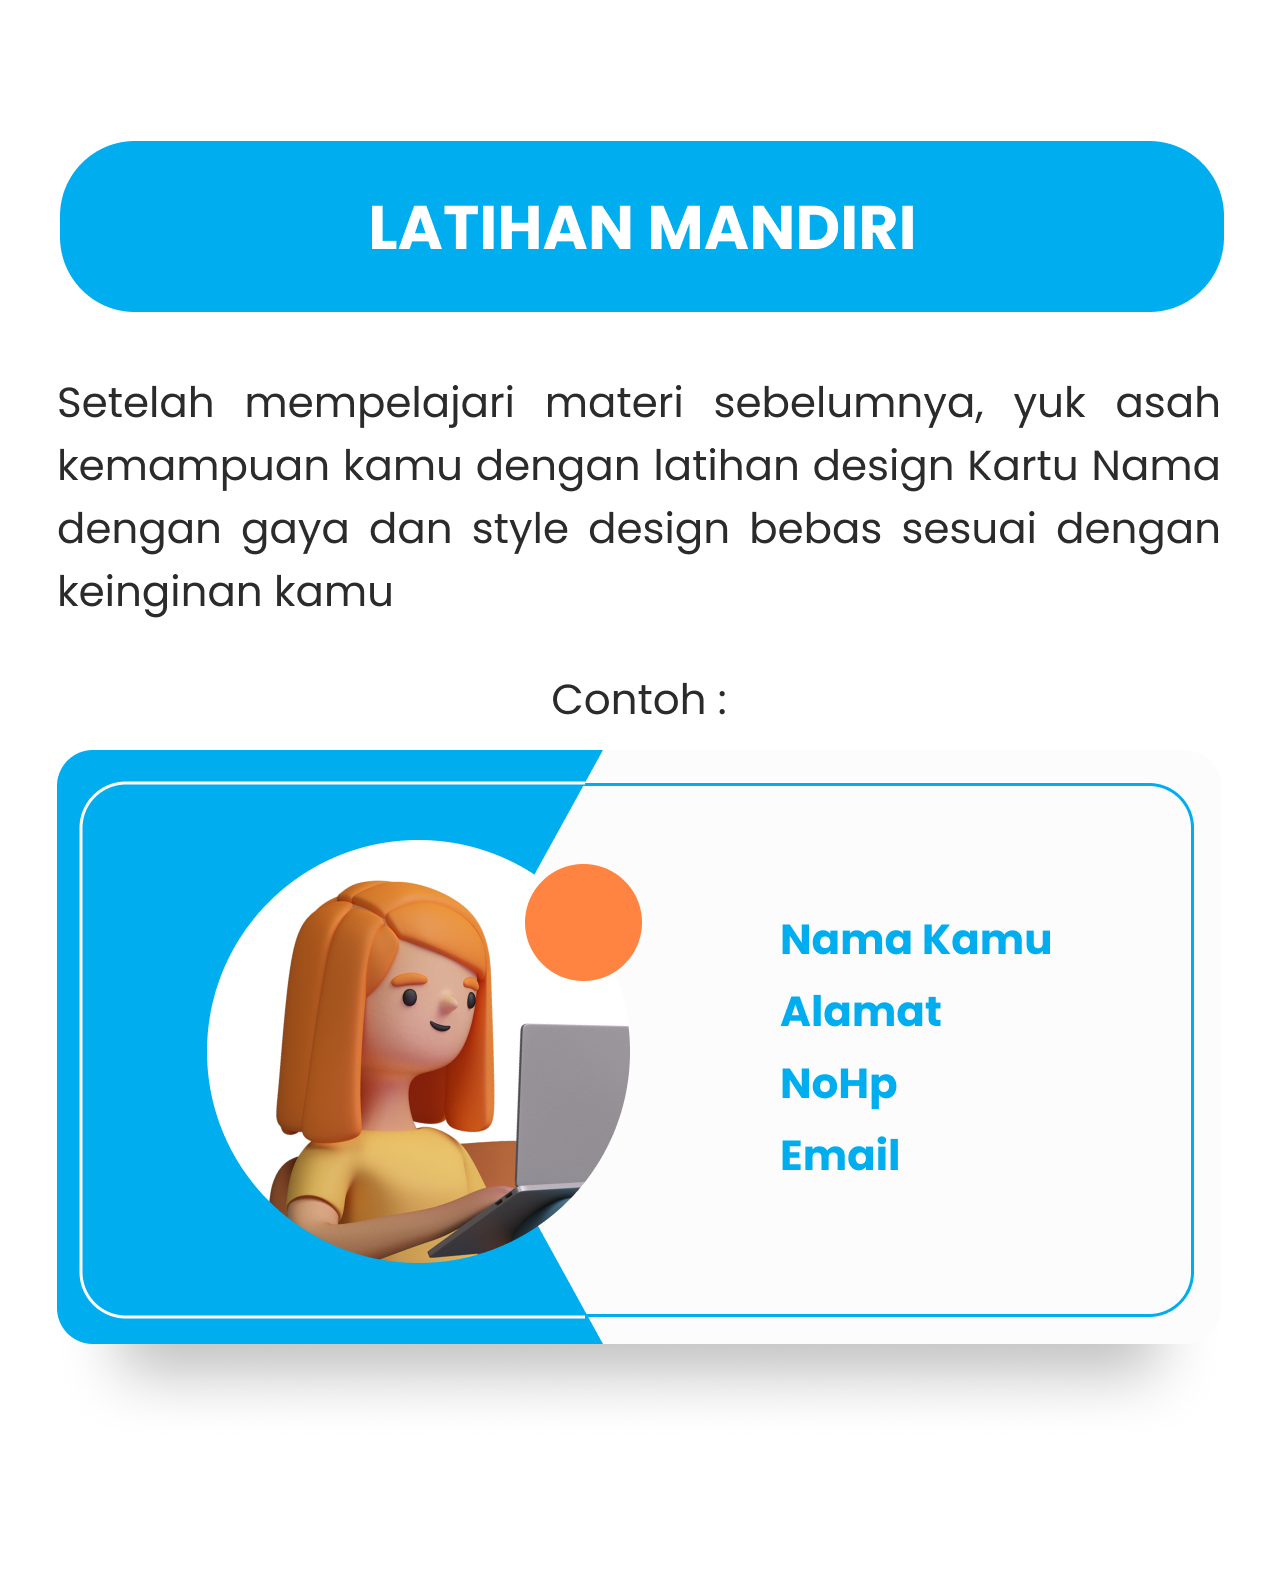 LATIHAN MANDIRI
Setelah mempelajari materi sebelumnya, yuk asah
kemampuan kamu dengan latihan design Kartu Nama
dengan gaya dan style design bebas sesuai dengan
keinginan kamu
Contoh :
Nama Kamu
Alamat
NoHp
Email